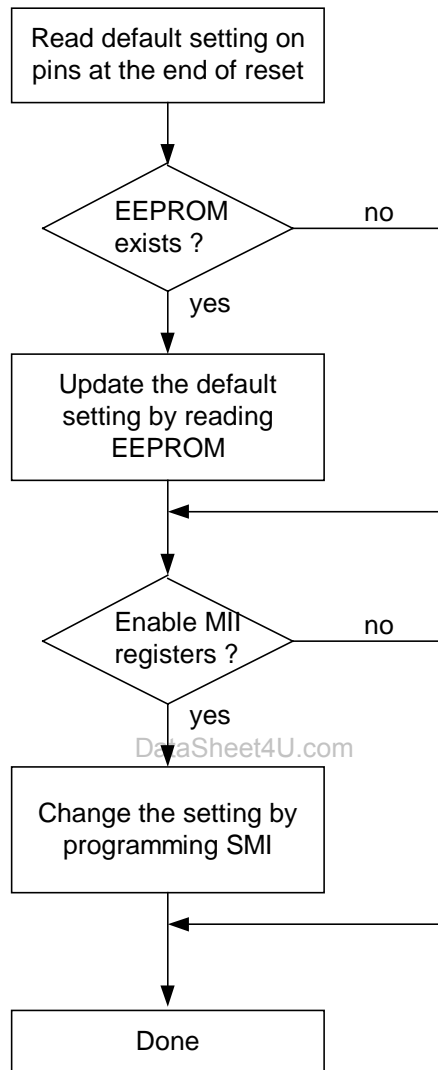 Read default setting on
pins at the end of reset
EEPROM
exists ?
no
yes
Update the default
setting by reading
EEPROM
Enable MII
registers ?
no
yes
DataSheet4U.com
Change the setting by
programming SMI
Done